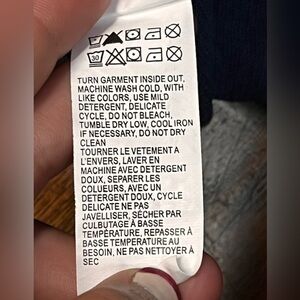 30
TURN GARMENT INSIDE OUT,
MACHINE WASH COLD, WITH
LIKE COLORS, USE MILD
DETERGENT, DELICATE
CYCLE, DO NOT BLEACH,
TUMBLE DRY LOW, COOL IRON
IF NECESSARY, DO NOT DRY
CLEAN
TOURNER LE VETEMENT A
L'ENVERS, LAVER EN
MACHINE AVEC DETERGENT
DOUX, SEPARER LES
COULEURS, AVEC UN
DETERGENT DOUX, CYCLE
DELICATE NE PAS
JAVELLISER, SÉCHER PAR
CULBUTAGE À BASSE
TEMPÉRATURE, REPASSER À
BASSE TEMPERATURE AU
BESOIN, NE PAS NETTOYER À
SEC